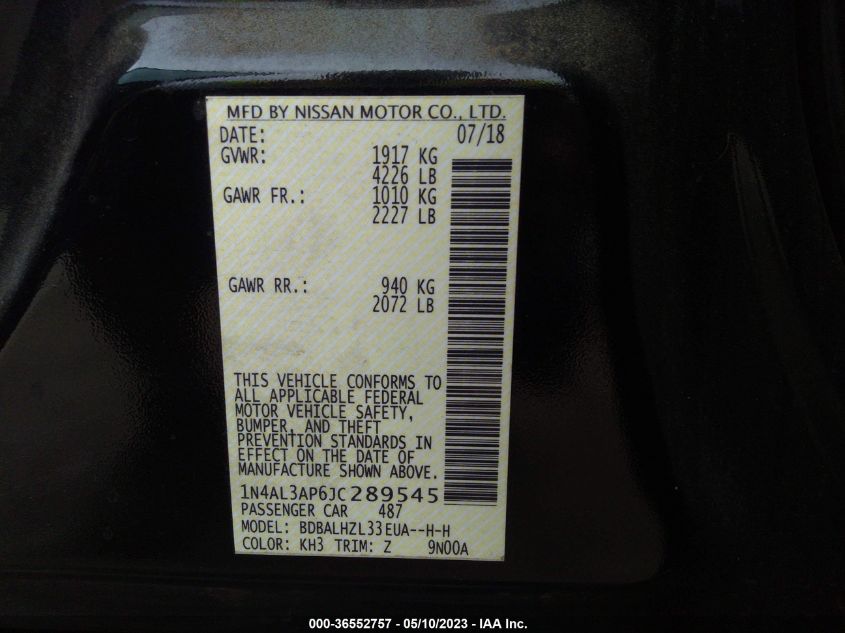 MFD BY NISSAN MOTOR CO., LTD.
DATE: 07/18
GVWR: 1917 KG
4226 LB
GAWR FR.: 1010 KG
2227 LB
GAWR RR.: 940 KG
2072 LB
THIS VEHICLE CONFORMS TO
ALL APPLICABLE FEDERAL
MOTOR VEHICLE SAFETY,
BUMPER, AND THEFT
PREVENTION STANDARDS IN
EFFECT ON THE DATE OF
MANUFACTURE SHOWN ABOVE.
1N4AL3AP6JC289545
PASSENGER CAR 487
MODEL: BDBALHZL33EUA--H-H
COLOR: KH3 TRIM: Z 9N00A
000-36552757 - 05/10/2023 - IAA Inc.